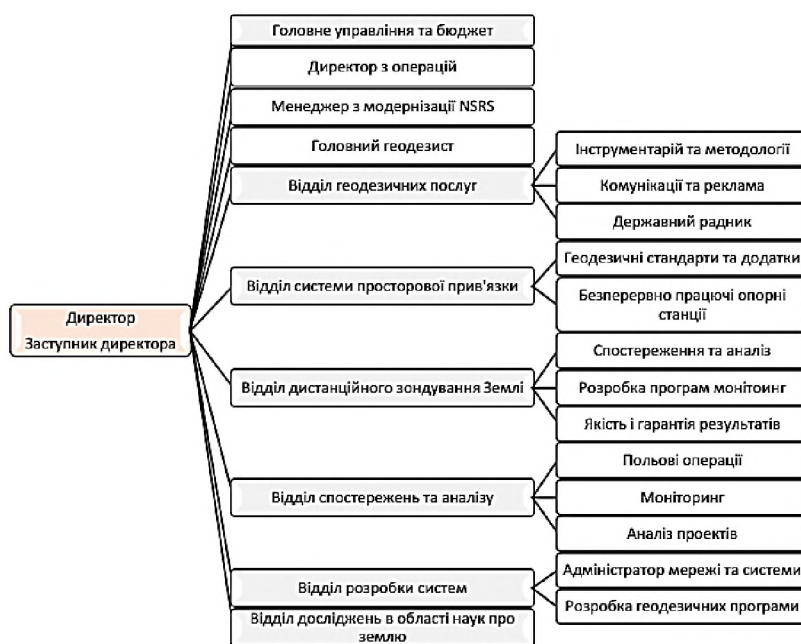 Головне управління та бюджет
Директор з операцій
Менеджер з модернізації NSRS
Головний геодезист
Відділ геодезичних послуг
Інструментарій та методології
Комунікації та реклама
Державний радник
Відділ системи просторової прив'язки
Геодезичні стандарти та додатки
Безперервно працюючі опорні
станції
Директор
Заступник директора
Відділ дистанційного зондування Землі
Спостереження та аналіз
Розробка програм монітоинг
Якість і гарантія результатів
Відділ спостережень та аналізу
Польові операції
Моніторинг
Аналіз проектів
Відділ розробки систем
Адміністратор мережі та системи
Розробка геодезичних програми
Відділ досліджень в області наук про
землю